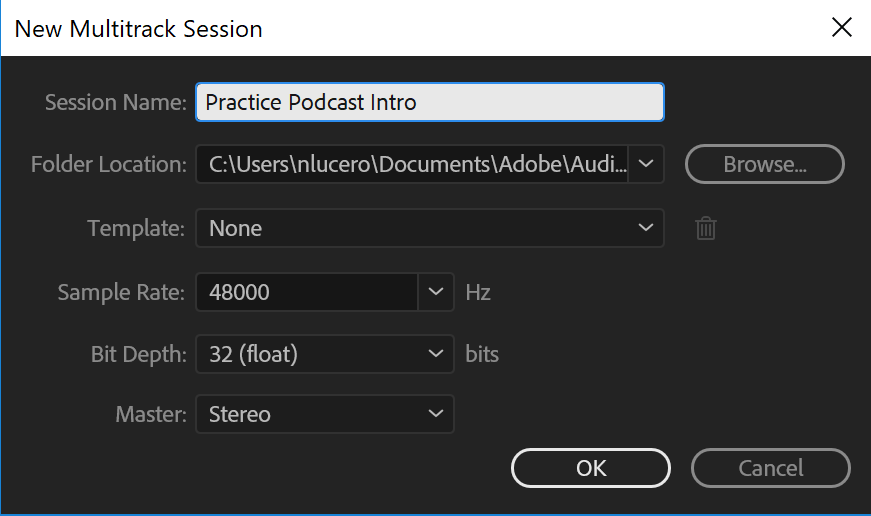 New Multitrack Session
Session Name: Practice Podcast Intro
Folder Location: C:\Users\nlucero\Documents\Adobe\Audi... Browse...
Template: None
Sample Rate: 48000 Hz
Bit Depth: 32 (float) bits
Master: Stereo
OK Cancel